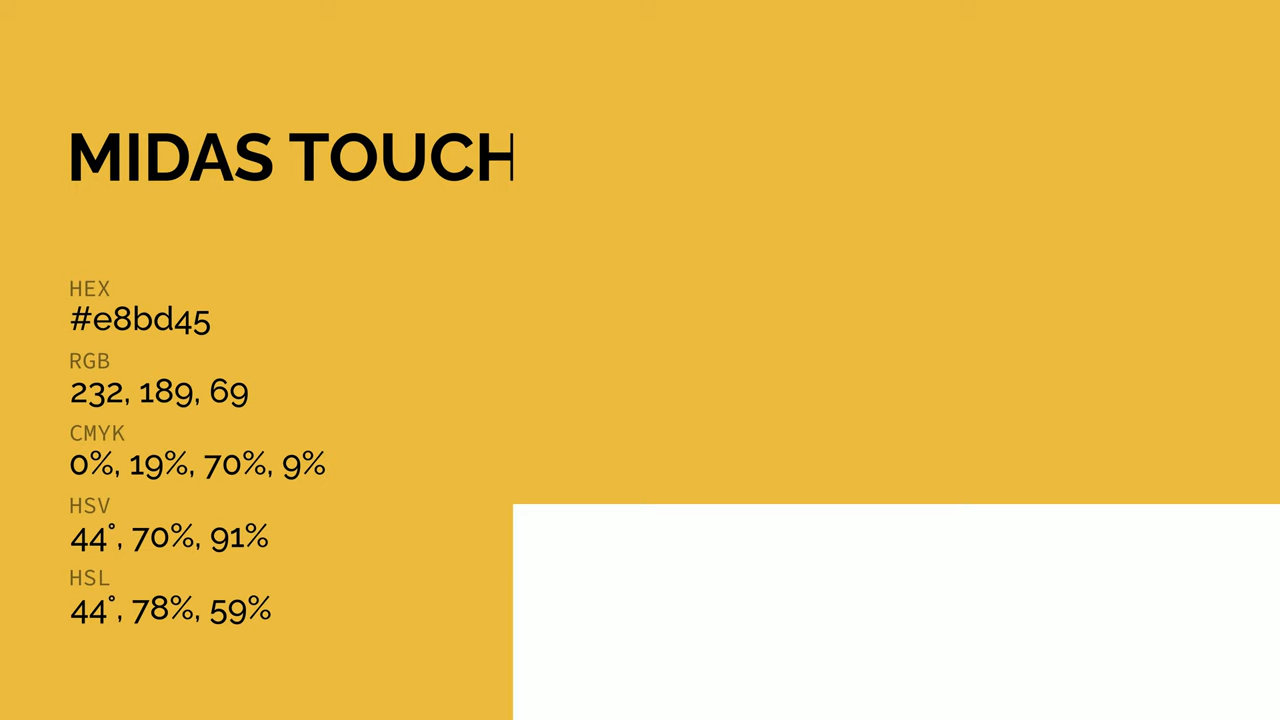 MIDAS TOUCH
HEX
#e8bd45
RGB
232, 189, 69
CMYK
0%, 19%, 70%, 9%
HSV
44°, 70%, 91%
HSL
44°, 78%, 59%